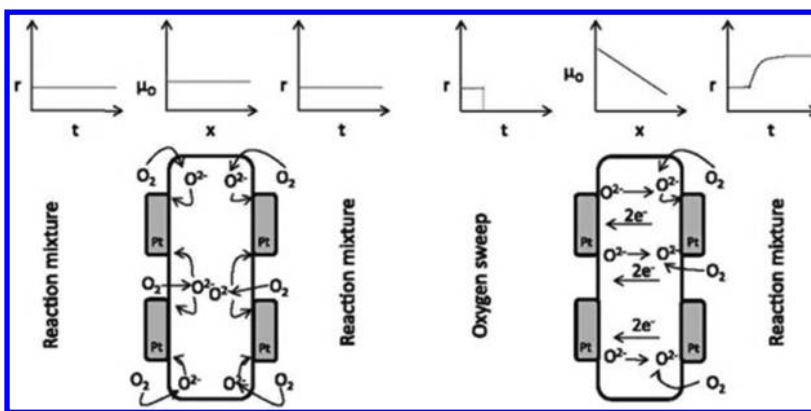 r
t
μO
x
r
t
r
t
μO
x
r
t
Reaction mixture
O2
O2- O2-
O2
Pt
Pt
O2
O2- O2-
O2
Pt
Pt
O2
O2- O2-
O2
Reaction mixture
Oxygen sweep
O2- O2-
O2
Pt
2e-
Pt
O2- O2-
2e-
O2
Pt
2e-
Pt
O2- O2-
O2
Reaction mixture